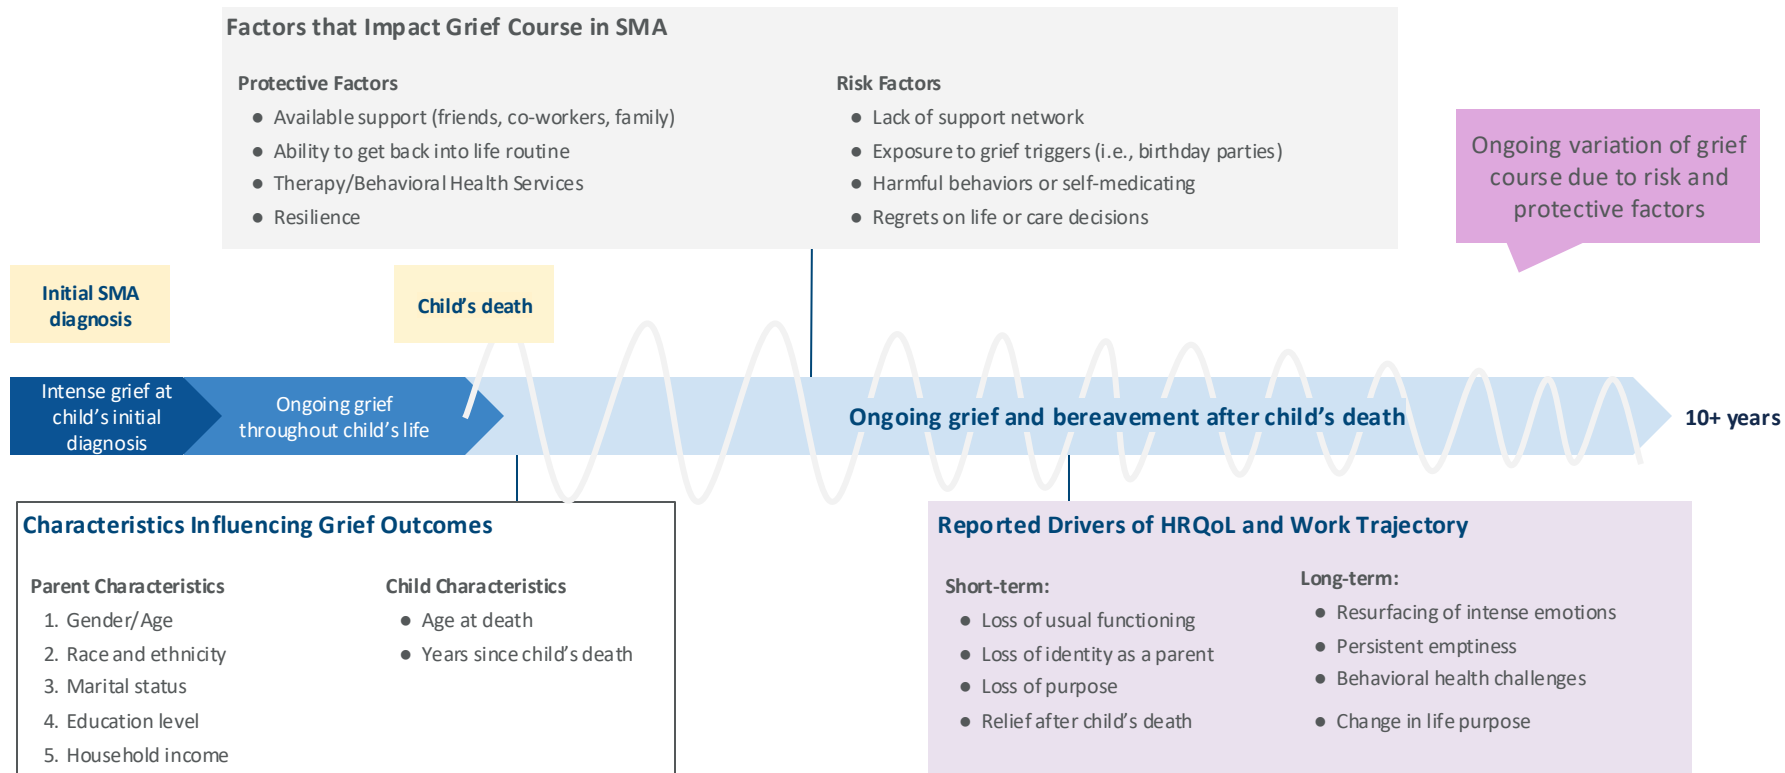 Factors that Impact Grief Course in SMA
Protective Factors
● Available support (friends, co-workers, family)
● Ability to get back into life routine
● Therapy/Behavioral Health Services
● Resilience
Risk Factors
● Lack of support network
● Exposure to grief triggers (i.e., birthday parties)
● Harmful behaviors or self-medicating
● Regrets on life or care decisions
Ongoing variation of grief
course due to risk and
protective factors
Initial SMA
diagnosis
Child's death
Intense grief at
child's initial
diagnosis
Ongoing grief
throughout child's life
Ongoing grief and bereavement after child's death
10+ years
Characteristics Influencing Grief Outcomes
Parent Characteristics
1. Gender/Age
2. Race and ethnicity
3. Marital status
4. Education level
5. Household income
Child Characteristics
● Age at death
● Years since child's death
Reported Drivers of HRQoL and Work Trajectory
Short-term:
● Loss of usual functioning
● Loss of identity as a parent
● Loss of purpose
● Relief after child's death
Long-term:
● Resurfacing of intense emotions
● Persistent emptiness
● Behavioral health challenges
● Change in life purpose